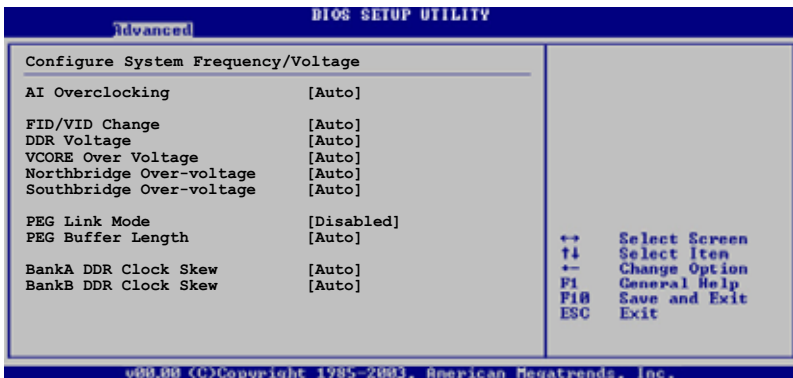 BIOS SETUP UTILITY
Advanced
Configure System Frequency/Voltage
AI Overclocking [Auto]
FID/VID Change [Auto]
DDR Voltage [Auto]
VCORE Over Voltage [Auto]
Northbridge Over-voltage [Auto]
Southbridge Over-voltage [Auto]
PEG Link Mode [Disabled]
PEG Buffer Length [Auto]
BankA DDR Clock Skew [Auto]
BankB DDR Clock Skew [Auto]
↔ Select Screen
↑↓ Select Item
+- Change Option
F1 General Help
F10 Save and Exit
ESC Exit
v00.00 (C)Copyright 1985-2003, American Megatrends, Inc.